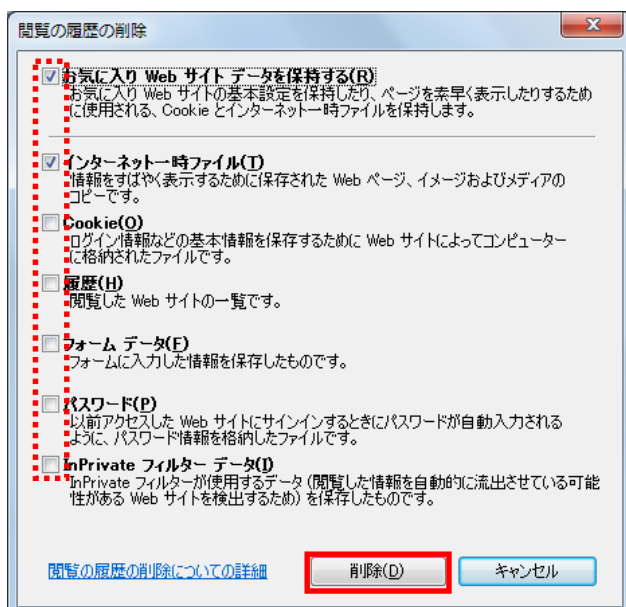 閲覧の履歴の削除
お気に入り Web サイト データを保持する(R)
お気に入り Web サイトの基本設定を保持したり、ページを素早く表示したりするため
に使用される、Cookie とインターネット一時ファイルを保持します。
インターネット一時ファイル(T)
情報をすばやく表示するために保存された Web ページ、イメージおよびメディアの
コピーです。
Cookie(O)
ログイン情報などの基本情報を保存するために Web サイトによってコンピューター
に格納されたファイルです。
履歴(H)
閲覧した Web サイトの一覧です。
フォーム データ(F)
フォームに入力した情報を保存したものです。
パスワード(P)
以前アクセスした Web サイトにサインインするときにパスワードが自動入力される
ように、パスワード情報を格納したファイルです。
InPrivate フィルター データ(I)
InPrivate フィルターが使用するデータ (閲覧した情報を自動的に流出させている可能
性がある Web サイトを検出するため) を保存したものです。
閲覧の履歴の削除についての詳細
削除(D)
キャンセル